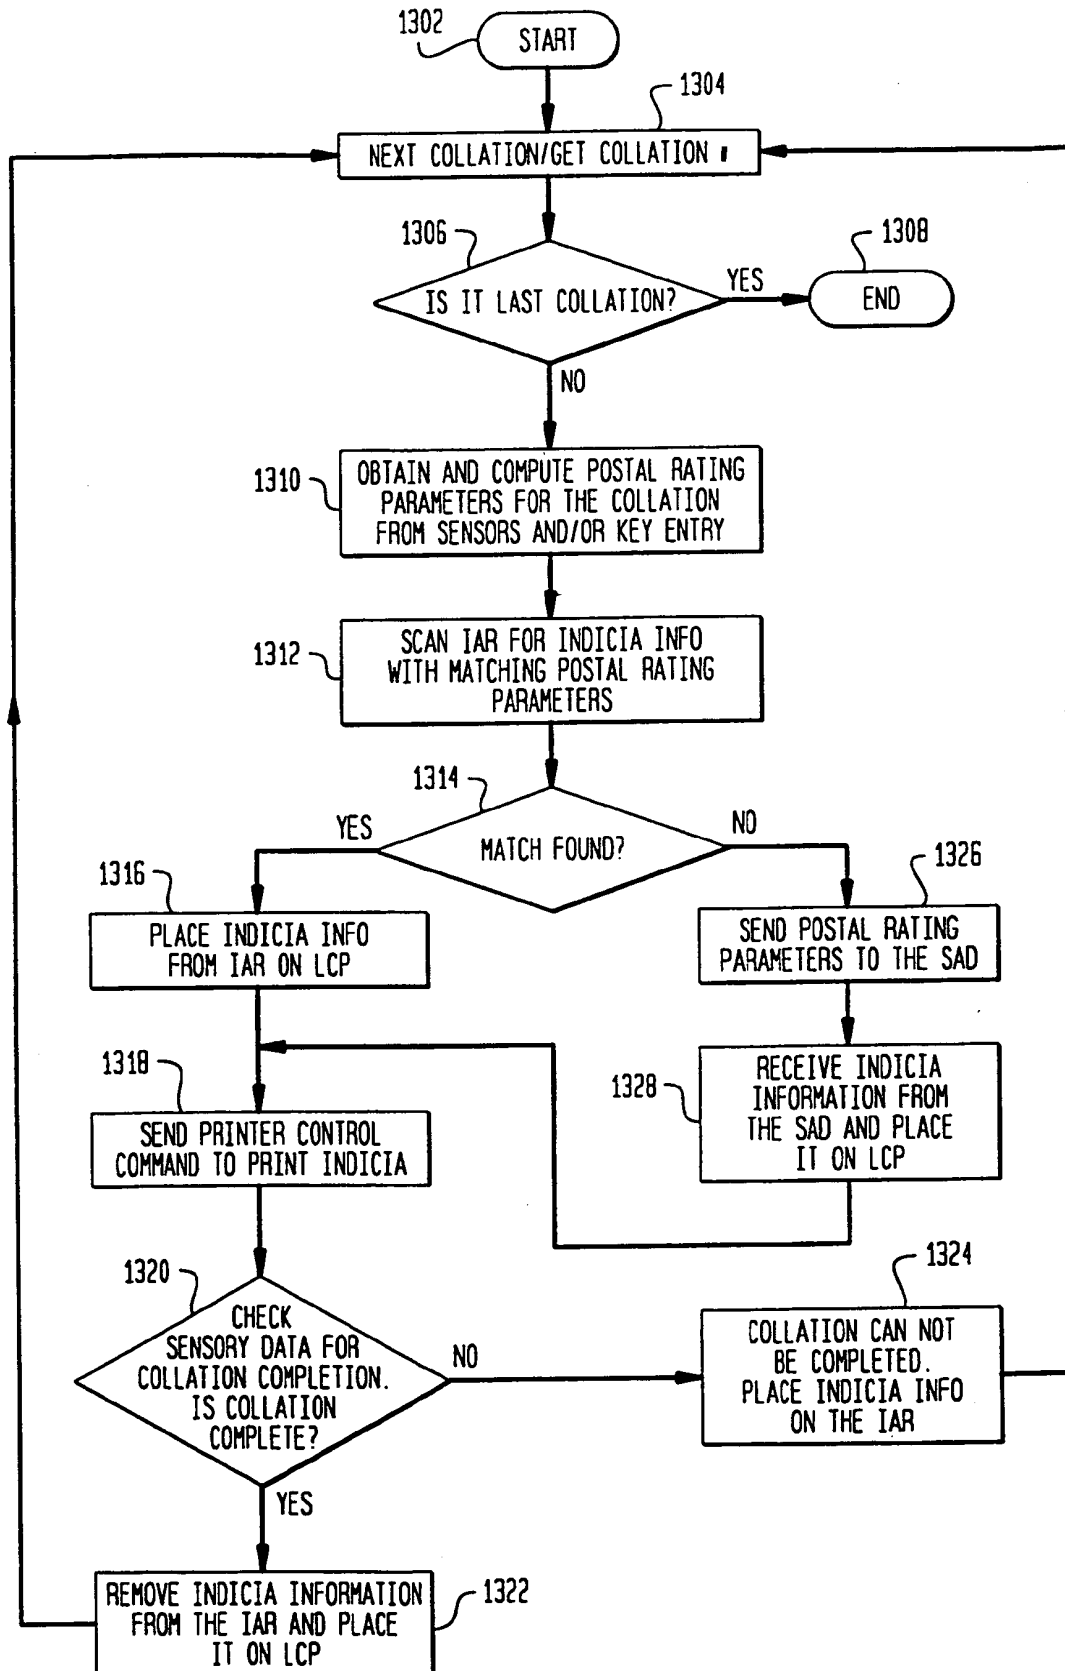 1302
START
1304
NEXT COLLATION/GET COLLATION #
1306
IS IT LAST COLLATION?
YES
1308
END
NO
1310
OBTAIN AND COMPUTE POSTAL RATING
PARAMETERS FOR THE COLLATION
FROM SENSORS AND/OR KEY ENTRY
1312
SCAN IAR FOR INDICIA INFO
WITH MATCHING POSTAL RATING
PARAMETERS
1314
MATCH FOUND?
YES
NO
1316
PLACE INDICIA INFO
FROM IAR ON LCP
1326
SEND POSTAL RATING
PARAMETERS TO THE SAD
1318
SEND PRINTER CONTROL
COMMAND TO PRINT INDICIA
1328
RECEIVE INDICIA
INFORMATION FROM
THE SAD AND PLACE
IT ON LCP
1320
CHECK
SENSORY DATA FOR
COLLATION COMPLETION.
IS COLLATION
COMPLETE?
NO
1324
COLLATION CAN NOT
BE COMPLETED.
PLACE INDICIA INFO
ON THE IAR
YES
1322
REMOVE INDICIA INFORMATION
FROM THE IAR AND PLACE
IT ON LCP